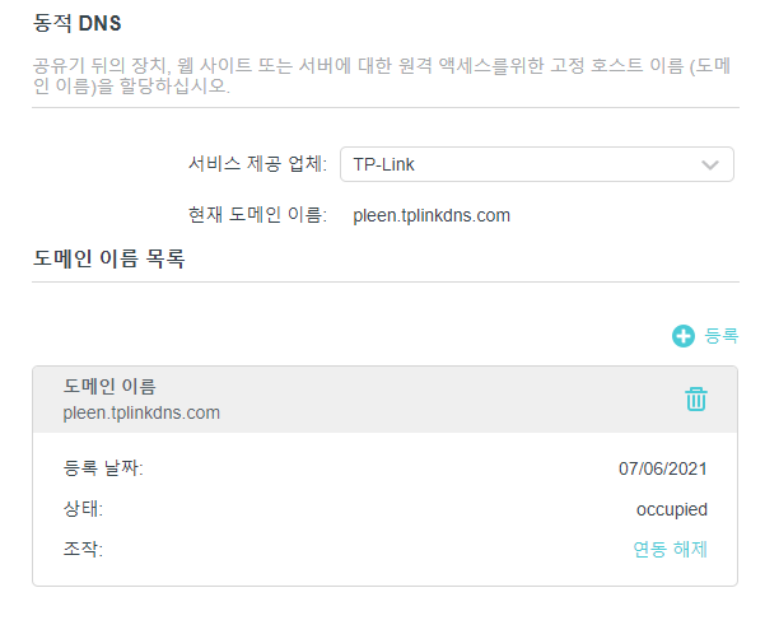 동적 DNS
공유기 뒤의 장치, 웹 사이트 또는 서버에 대한 원격 액세스를위한 고정 호스트 이름 (도메
인 이름)을 할당하십시오.
서비스 제공 업체: TP-Link
현재 도메인 이름: pleen.tplinkdns.com
도메인 이름 목록
등록
도메인 이름
pleen.tplinkdns.com
등록 날짜: 07/06/2021
상태: occupied
조작: 연동 해제